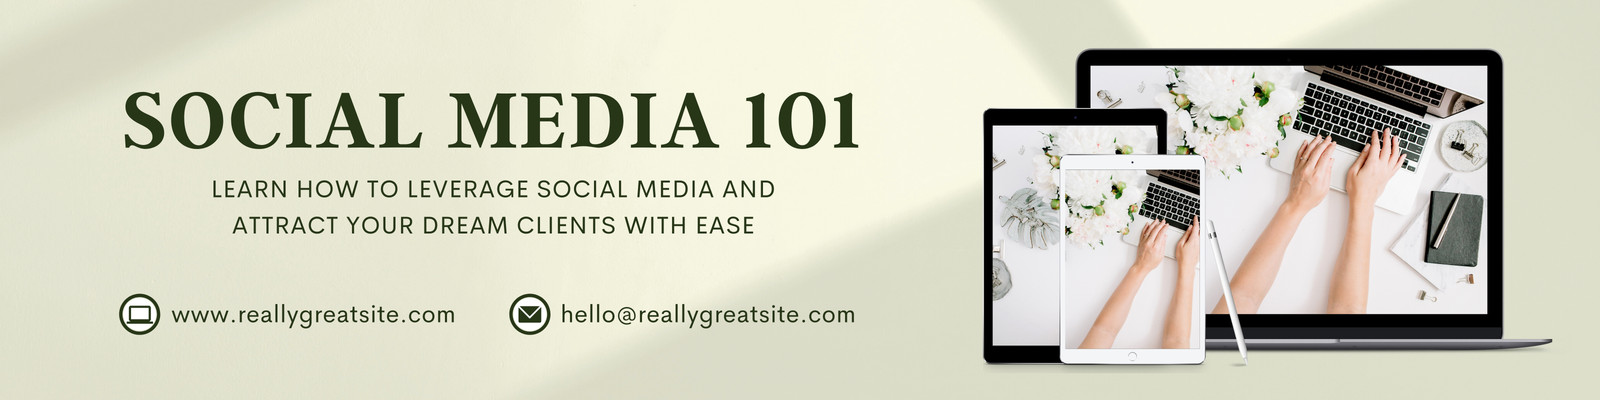 SOCIAL MEDIA 101
LEARN HOW TO LEVERAGE SOCIAL MEDIA AND
ATTRACT YOUR DREAM CLIENTS WITH EASE
www.reallygreatsite.com
hello@reallygreatsite.com